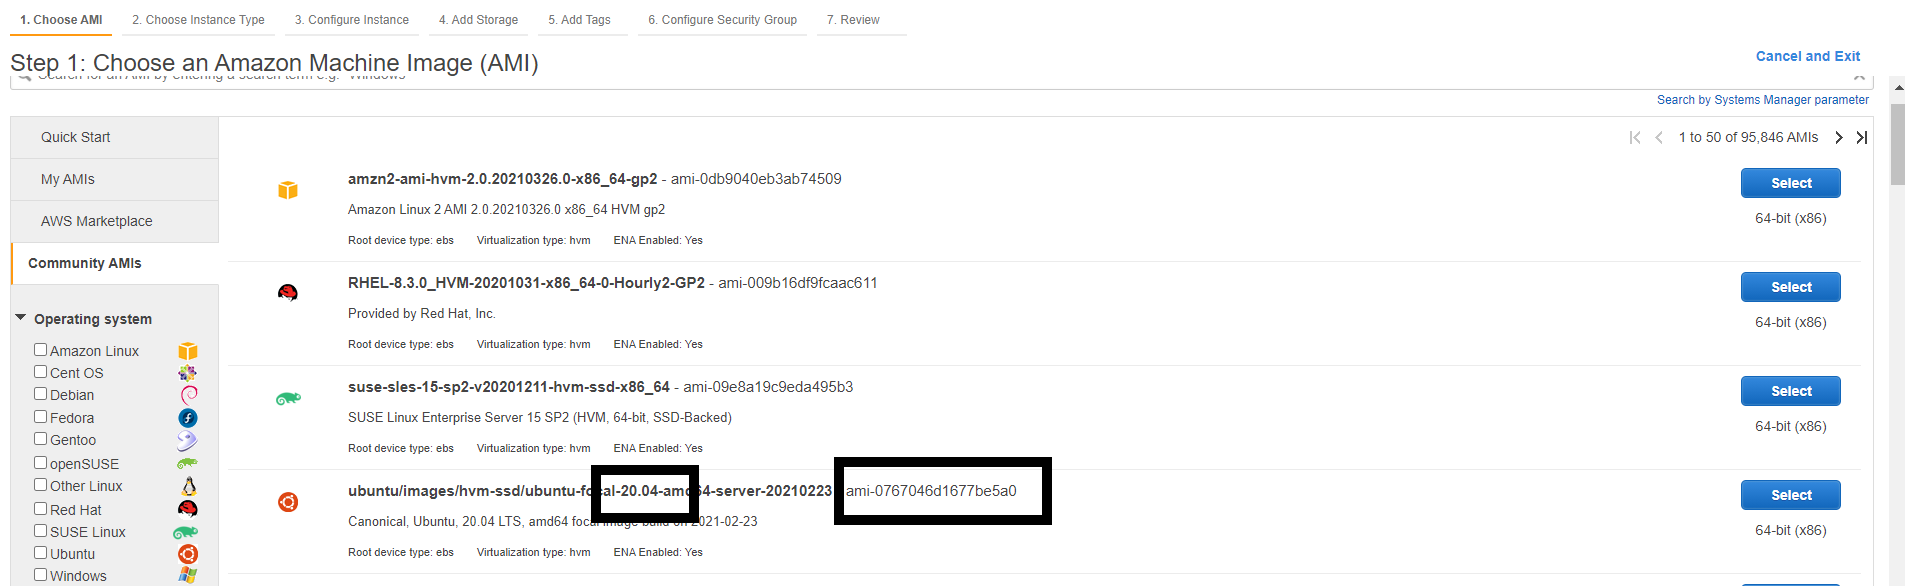 1. Choose AMI 2. Choose Instance Type 3. Configure Instance 4. Add Storage 5. Add Tags 6. Configure Security Group 7. Review
Step 1: Choose an Amazon Machine Image (AMI)
Cancel and Exit
Search for an AMI by entering a search term e.g. "Windows"
Search by Systems Manager parameter
Quick Start
My AMIs
AWS Marketplace
Community AMIs
Operating system
Amazon Linux
Cent OS
Debian
Fedora
Gentoo
openSUSE
Other Linux
Red Hat
SUSE Linux
Ubuntu
Windows
1 to 50 of 95,846 AMIs
amzn2-ami-hvm-2.0.20210326.0-x86_64-gp2 - ami-0db9040eb3ab74509
Amazon Linux 2 AMI 2.0.20210326.0 x86_64 HVM gp2
Root device type: ebs Virtualization type: hvm ENA Enabled: Yes
Select
64-bit (x86)
RHEL-8.3.0_HVM-20201031-x86_64-0-Hourly2-GP2 - ami-009b16df9fcaac611
Provided by Red Hat, Inc.
Root device type: ebs Virtualization type: hvm ENA Enabled: Yes
Select
64-bit (x86)
suse-sles-15-sp2-v20201211-hvm-ssd-x86_64 - ami-09e8a19c9eda495b3
SUSE Linux Enterprise Server 15 SP2 (HVM, 64-bit, SSD-Backed)
Root device type: ebs Virtualization type: hvm ENA Enabled: Yes
Select
64-bit (x86)
ubuntu/images/hvm-ssd/ubuntu-focal-20.04-amd64-server-20210223 ami-0767046d1677be5a0
Canonical, Ubuntu, 20.04 LTS, amd64 focal image build on 2021-02-23
Root device type: ebs Virtualization type: hvm ENA Enabled: Yes
Select
64-bit (x86)